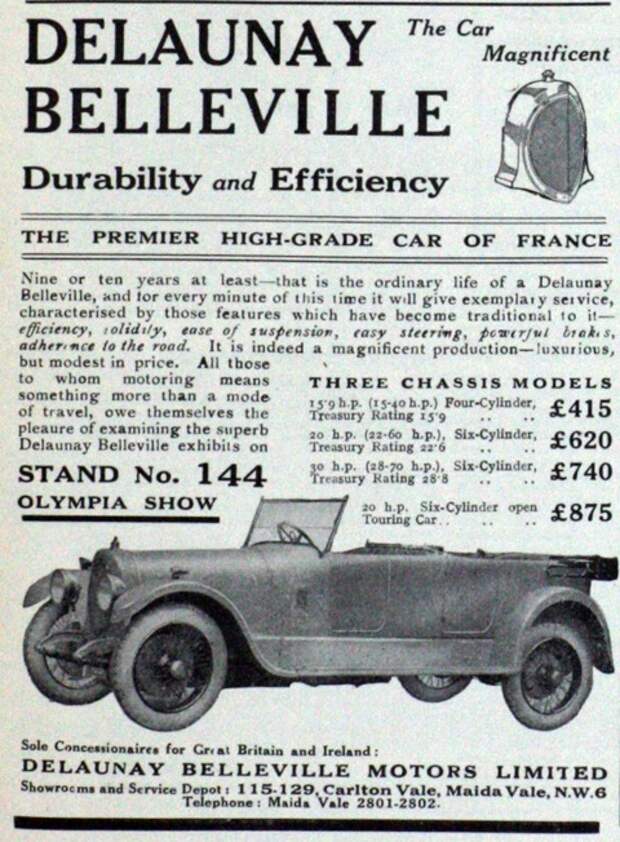 DELAUNAY
BELLEVILLE
The Car
Magnificent
Durability and Efficiency
THE PREMIER HIGH-GRADE CAR OF FRANCE
Nine or ten years at least—that is the ordinary life of a Delaunay
Belleville, and for every minute of this time it will give exemplary service,
characterised by those features which have become traditional to it—
efficiency, solidity, ease of suspension, easy steering, powerful brakes,
adherence to the road. It is indeed a magnificent production—luxurious,
but modest in price. All those
to whom motoring means
something more than a mode
of travel, owe themselves the
pleaure of examining the superb
Delaunay Belleville exhibits on
STAND No. 144
OLYMPIA SHOW
THREE CHASSIS MODELS
15·9 h.p. (15-40 h.p.) Four-Cylinder,
Treasury Rating 15·9 .. .. £415
20 h.p. (22-60 h.p.), Six-Cylinder,
Treasury Rating 22·6 .. .. £620
30 h.p. (28-70 h.p.), Six-Cylinder,
Treasury Rating 28·8 .. .. £740
20 h.p. Six-Cylinder open
Touring Car.. .. .. £875
Sole Concessionaires for Great Britain and Ireland:
DELAUNAY BELLEVILLE MOTORS LIMITED
Showrooms and Service Depot: 115-129, Carlton Vale, Maida Vale, N.W.6
Telephone: Maida Vale 2801-2802.